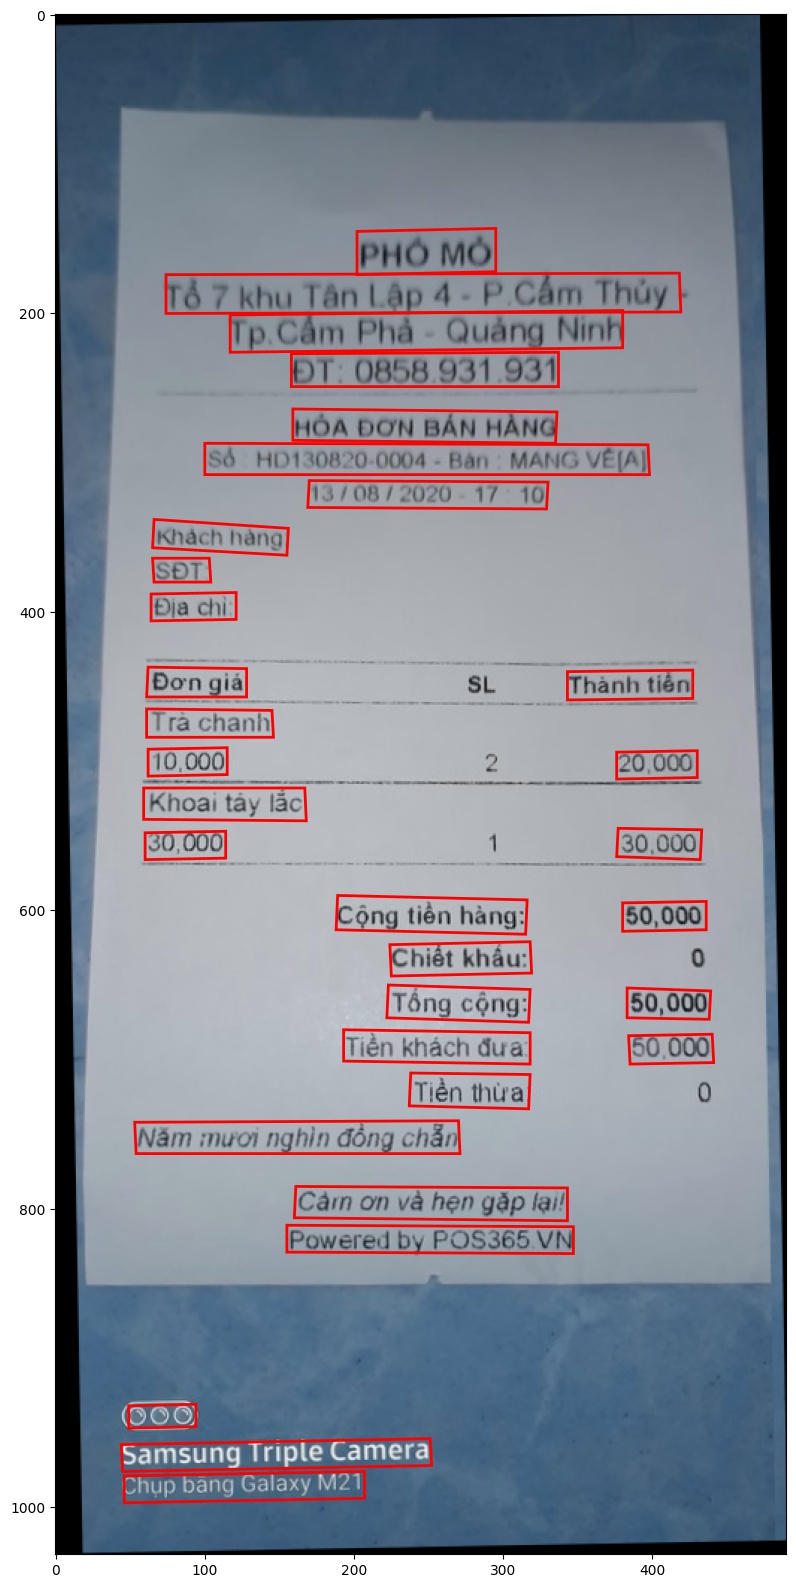 0
200
400
600
800
1000
PHỐ MỎ
Tổ 7 khu Tân Lập 4 - P.Cẩm Thủy -
Tp.Cẩm Phả - Quảng Ninh
ĐT: 0858.931.931
HÓA ĐƠN BÁN HÀNG
Số : HD130820-0004 - Bàn : MANG VỀ[A]
13 / 08 / 2020 - 17 : 10
Khách hàng
SĐT:
Địa chỉ:
Đơn giá SL Thành tiền
Trà chanh
10,000 2 20,000
Khoai tây lắc
30,000 1 30,000
Cộng tiền hàng: 50,000
Chiết khấu: 0
Tổng cộng: 50,000
Tiền khách đưa: 50,000
Tiền thừa: 0
Năm mươi nghìn đồng chẵn
Cảm ơn và hẹn gặp lại!
Powered by POS365.VN
Samsung Triple Camera
Chụp bằng Galaxy M21
0 100 200 300 400